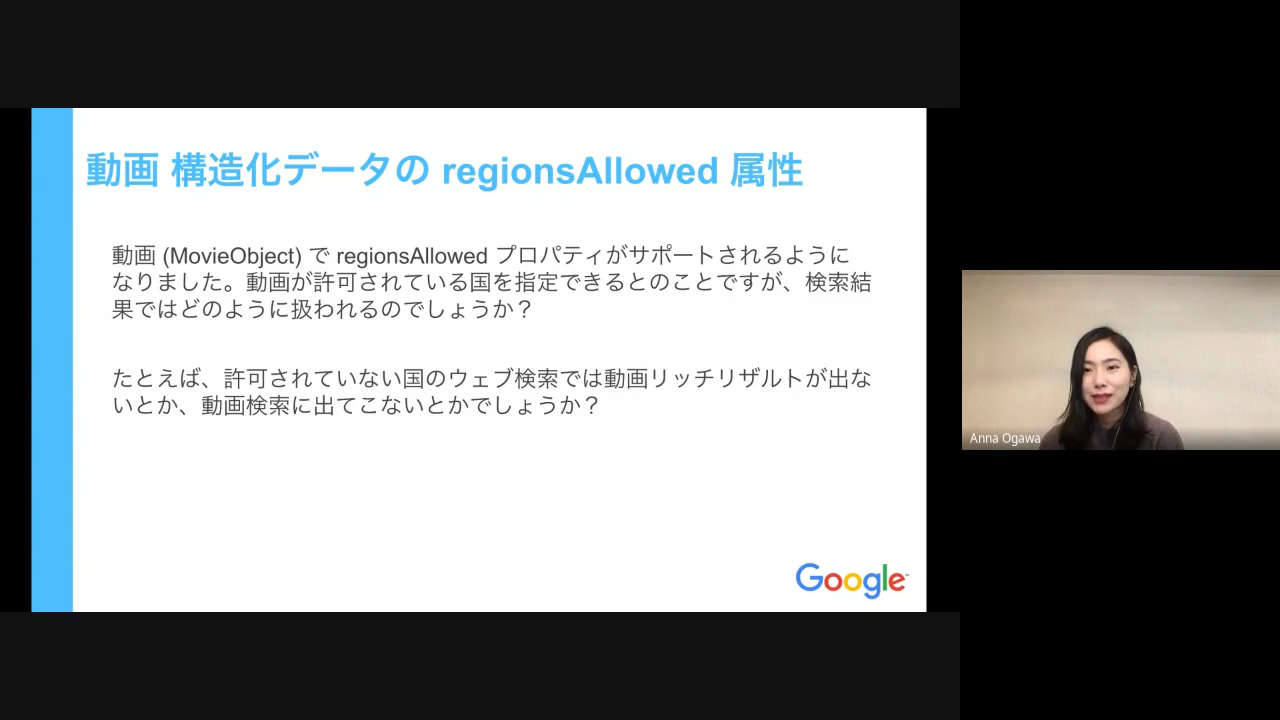 動画 構造化データの regionsAllowed 属性
動画 (MovieObject) で regionsAllowed プロパティがサポートされるように
なりました。動画が許可されている国を指定できるとのことですが、検索結
果ではどのように扱われるのでしょうか？
たとえば、許可されていない国のウェブ検索では動画リッチリザルトが出な
いとか、動画検索に出てこないとかでしょうか？
Google
Anna Ogawa